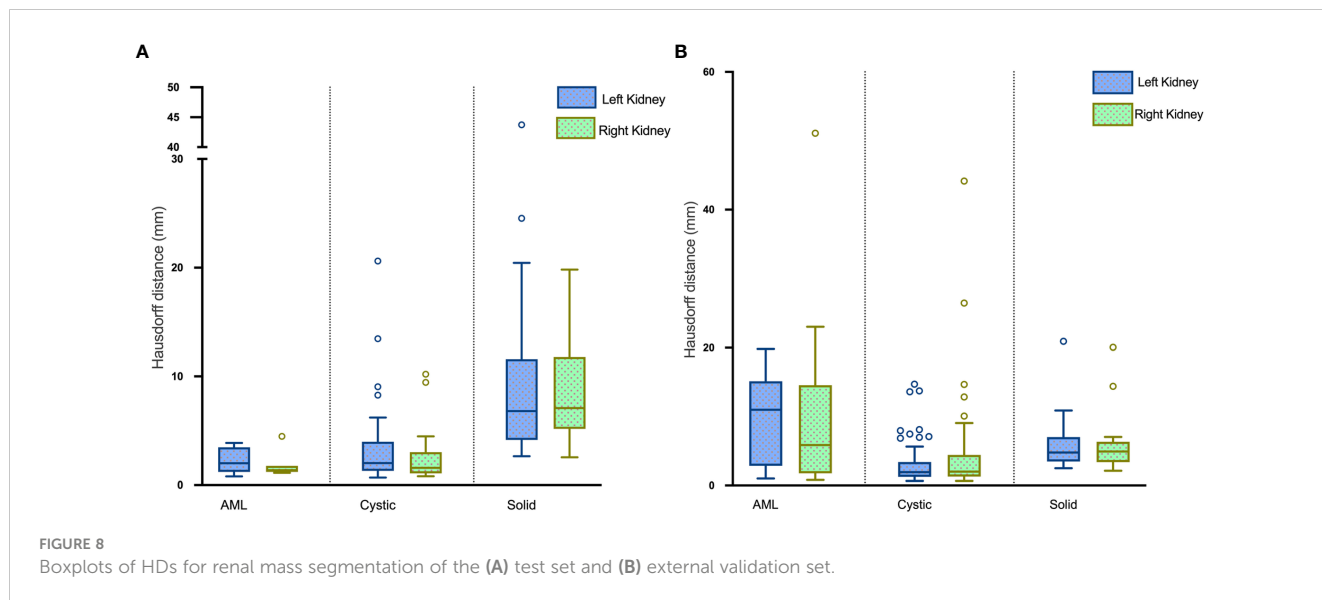 A
50
45
40
30
20
10
0
Hausdorff distance (mm)
Left Kidney
Right Kidney
AML Cystic Solid
B
60
40
20
0
Hausdorff distance (mm)
Left Kidney
Right Kidney
AML Cystic Solid
FIGURE 8
Boxplots of HDs for renal mass segmentation of the (A) test set and (B) external validation set.